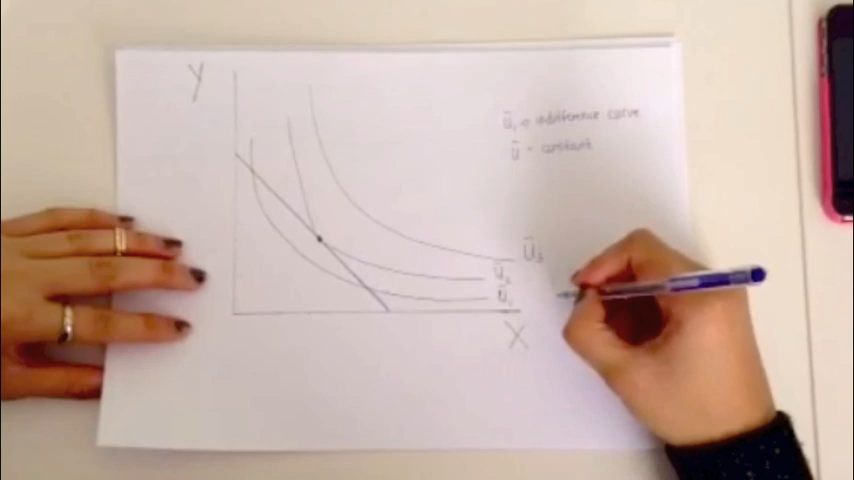 Y
Ū₁ → indifference curve
Ū - constant
Ū₃
Ū₂
Ū₁
X